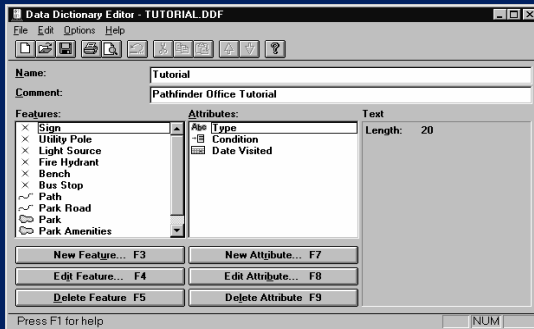 Data Dictionary Editor - TUTORIAL.DDF
File Edit Options Help
Name: Tutorial
Comment: Pathfinder Office Tutorial
Features: Attributes: Text
Sign Abc Type Length: 20
Utility Pole Condition
Light Source Date Visited
Fire Hydrant
Bench
Bus Stop
Path
Park Road
Park
Park Amenities
New Feature... F3 New Attribute... F7
Edit Feature... F4 Edit Attribute... F8
Delete Feature F5 Delete Attribute F9
Press F1 for help NUM